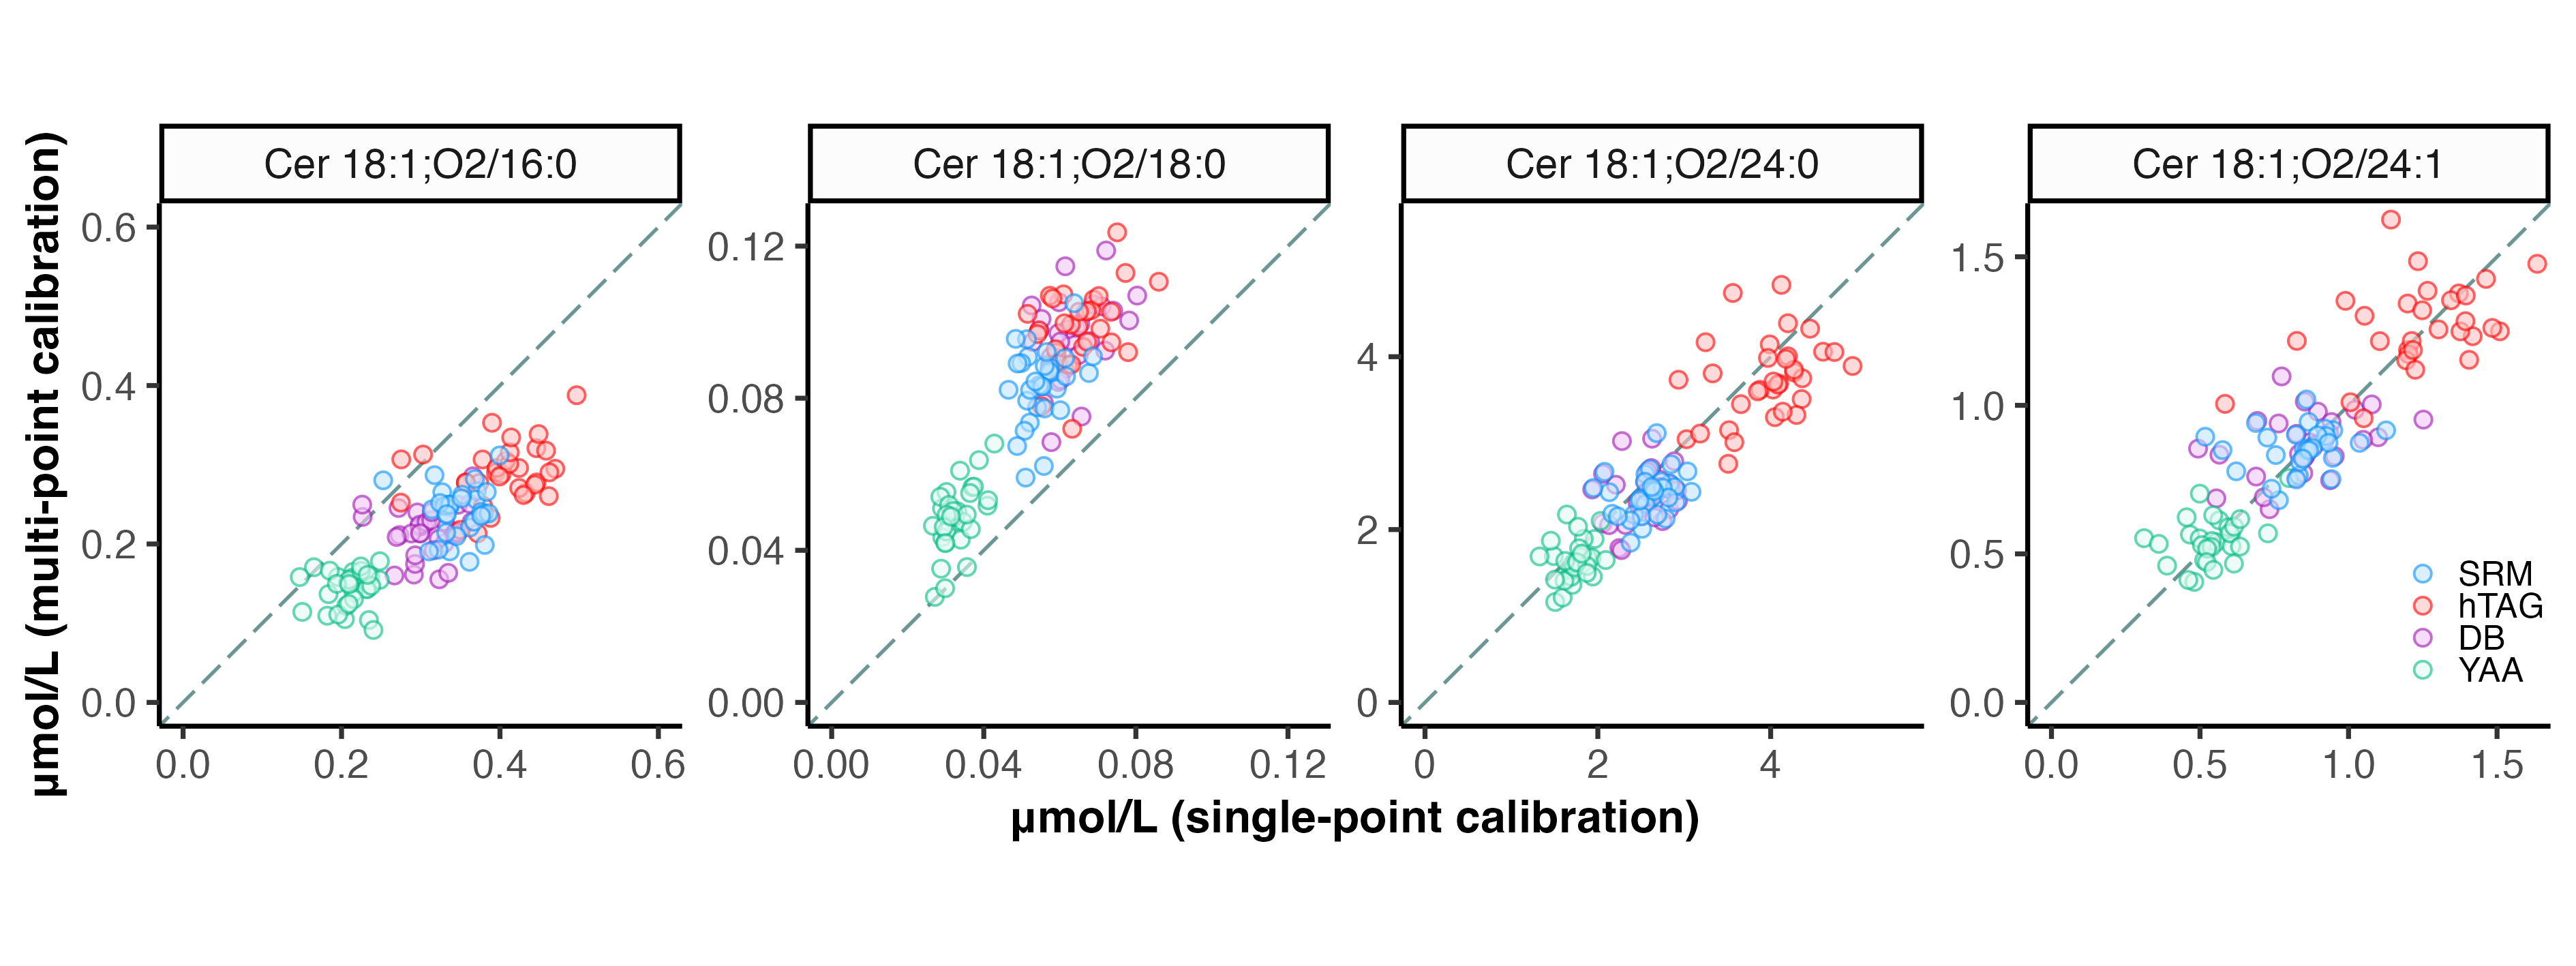 Cer 18:1;O2/16:0
Cer 18:1;O2/18:0
Cer 18:1;O2/24:0
Cer 18:1;O2/24:1
µmol/L (multi-point calibration)
0.6
0.4
0.2
0.0
0.0 0.2 0.4 0.6
0.12
0.08
0.04
0.00
0.00 0.04 0.08 0.12
4
2
0
0 2 4
1.5
1.0
0.5
0.0
0.0 0.5 1.0 1.5
SRM
hTAG
DB
YAA
µmol/L (single-point calibration)